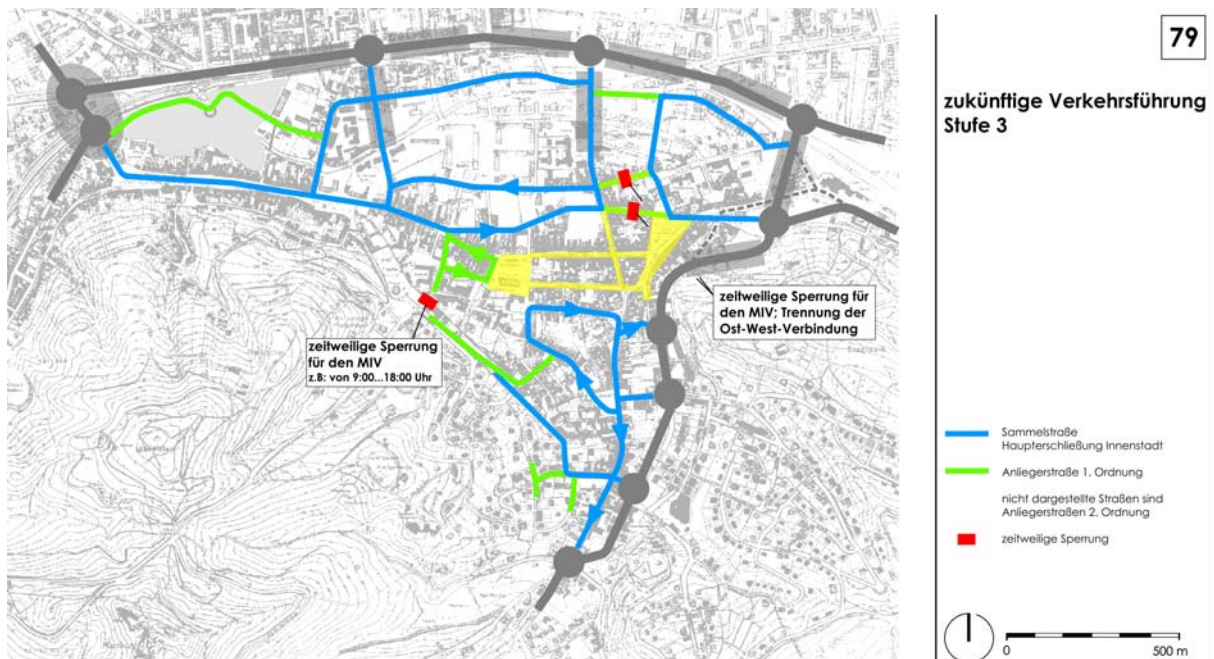 79
zukünftige Verkehrsführung
Stufe 3
zeitweilige Sperrung für
den MIV; Trennung der
Ost-West-Verbindung
zeitweilige Sperrung
für den MIV
z.B: von 9:00...18:00 Uhr
Sammelstraße
Haupterschließung Innenstadt
Anliegerstraße 1. Ordnung
nicht dargestellte Straßen sind
Anliegerstraßen 2. Ordnung
zeitweilige Sperrung
0
500 m